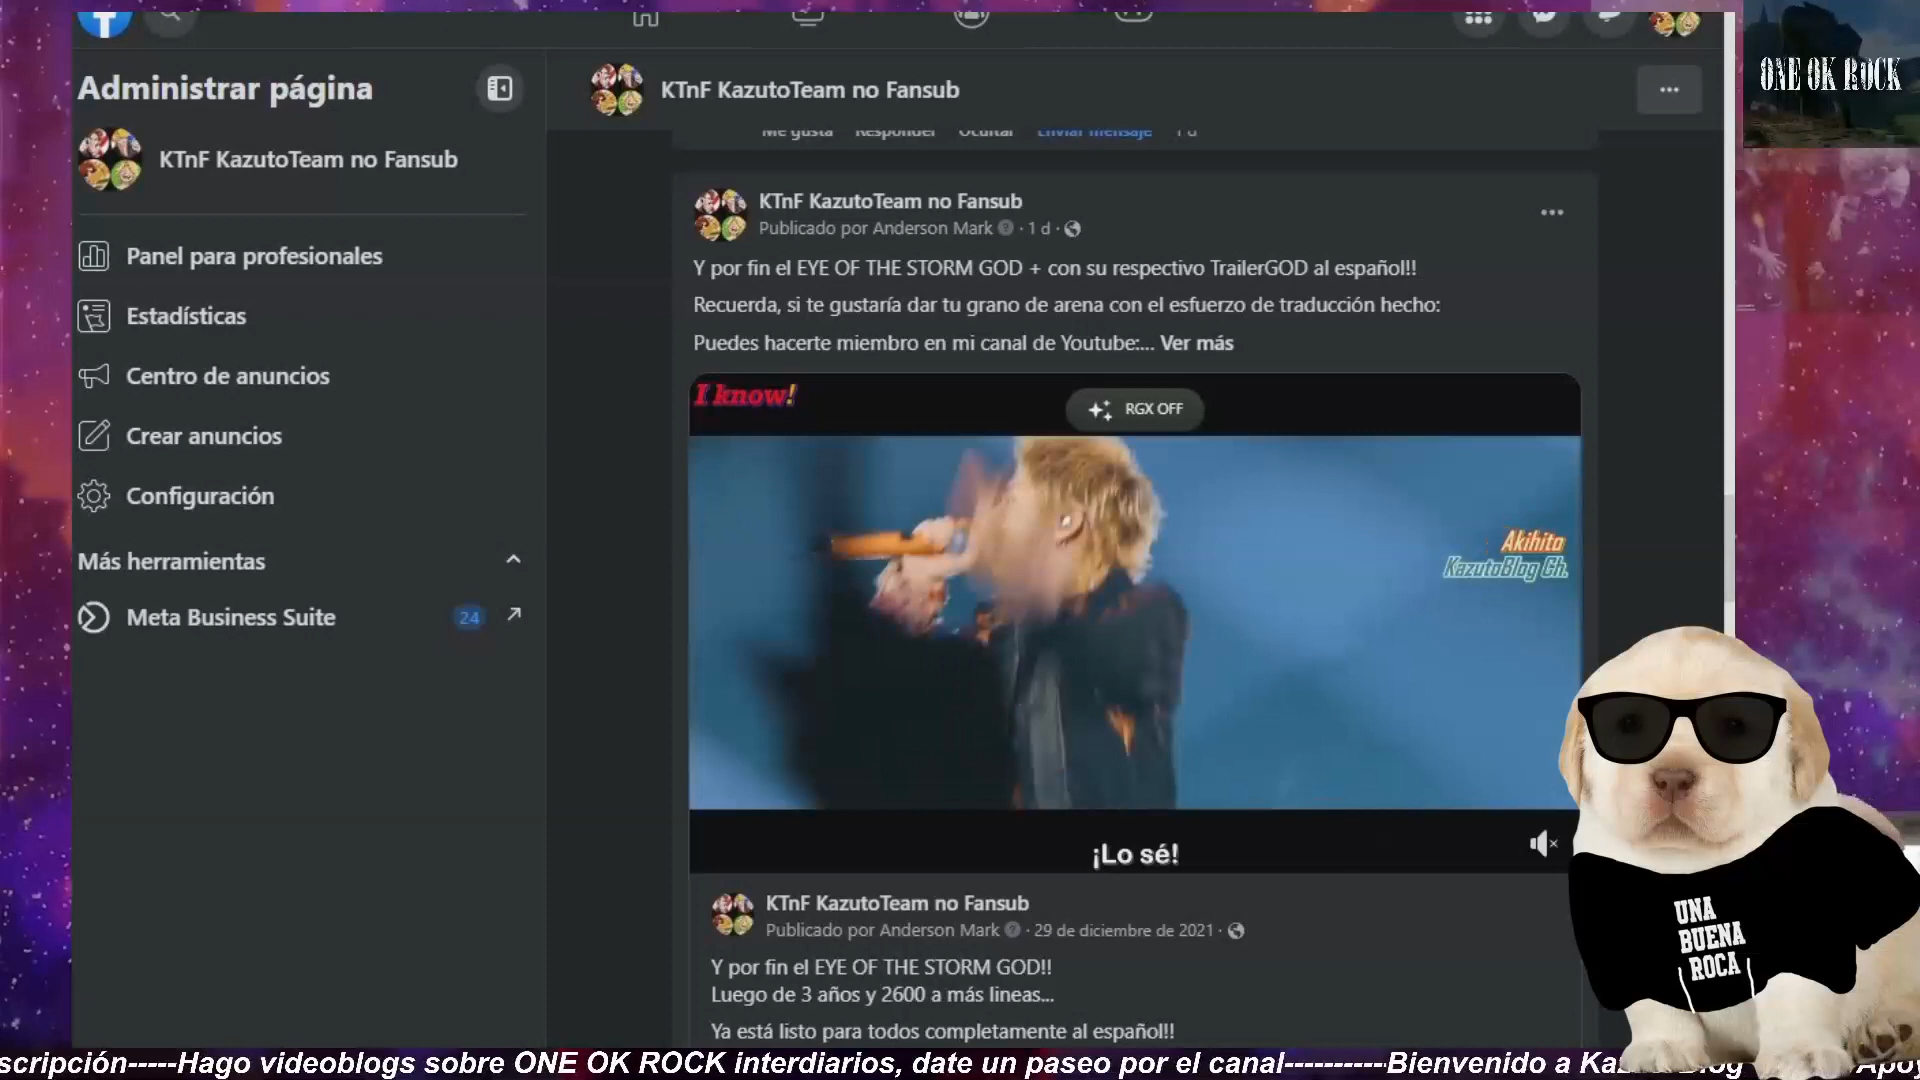 Administrar página
KTnF KazutoTeam no Fansub
Panel para profesionales
Estadísticas
Centro de anuncios
Crear anuncios
Configuración
Más herramientas
Meta Business Suite
24
KTnF KazutoTeam no Fansub
Me gusta Responder Ocultar Enviar mensaje 1 d
KTnF KazutoTeam no Fansub
Publicado por Anderson Mark · 1 d ·
Y por fin el EYE OF THE STORM GOD + con su respectivo TrailerGOD al español!!
Recuerda, si te gustaría dar tu grano de arena con el esfuerzo de traducción hecho:
Puedes hacerte miembro en mi canal de Youtube:... Ver más
I know!
RGX OFF
Akihito
KazutoBlog Ch.
¡Lo sé!
KTnF KazutoTeam no Fansub
Publicado por Anderson Mark · 29 de diciembre de 2021 ·
Y por fin el EYE OF THE STORM GOD!!
Luego de 3 años y 2600 a más lineas...
Ya está listo para todos completamente al español!!
ONE OK ROCK
UNA
BUENA
ROCA
scripción-----Hago videoblogs sobre ONE OK ROCK interdiarios, date un paseo por el canal----------Bienvenido a